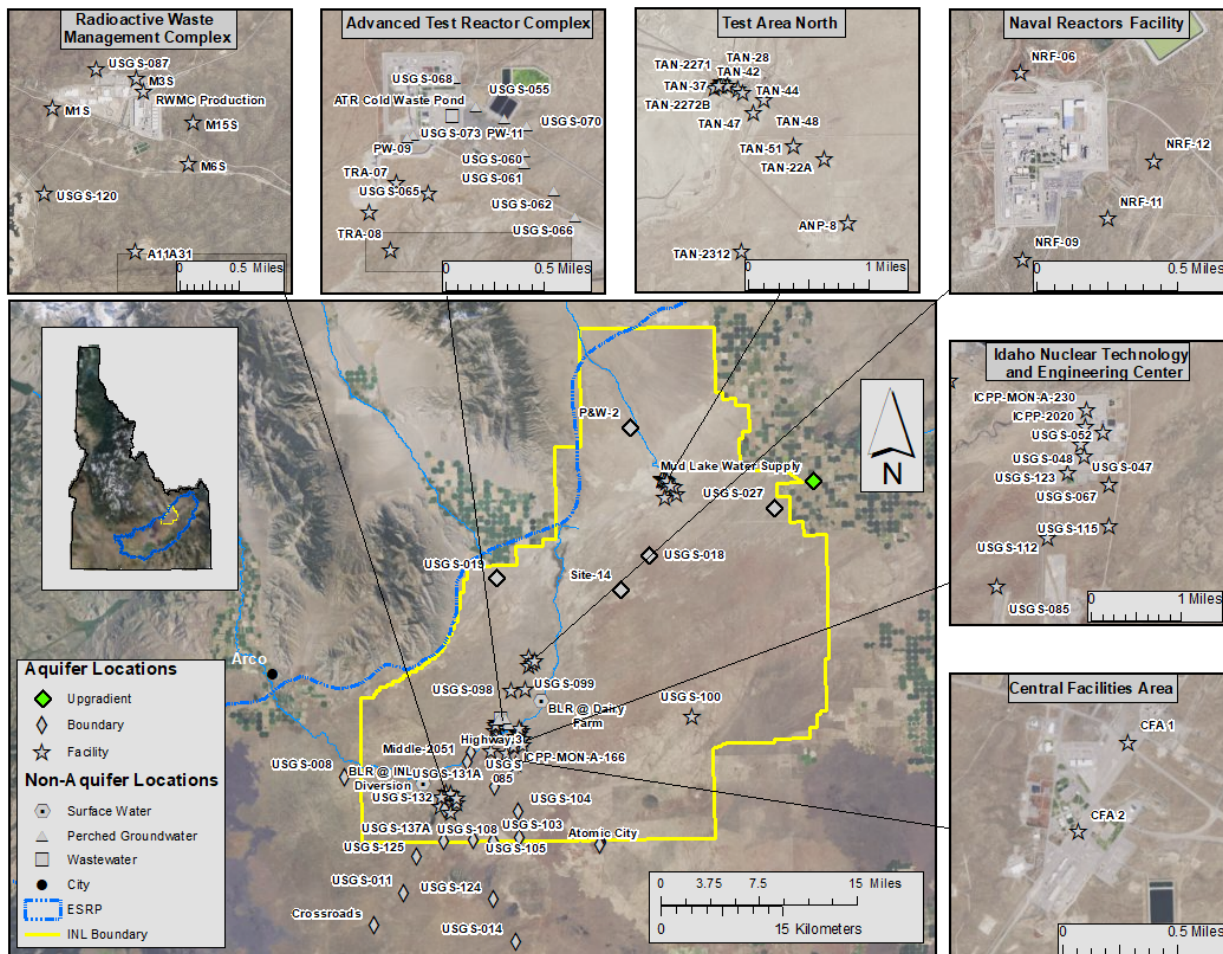 Radioactive Waste
Management Complex
USGS-087
M3S
RWMC Production
M1S
M15S
M6S
USGS-120
A11A31
0 0.5 Miles
Advanced Test Reactor Complex
USGS-068
USGS-055
ATR Cold Waste Pond
USGS-070
USGS-073
PW-11
PW-09
USGS-060
TRA-07
USGS-061
USGS-065
USGS-062
USGS-066
TRA-08
0 0.5 Miles
Test Area North
TAN-28
TAN-2271
TAN-42
TAN-37
TAN-44
TAN-2272B
TAN-47
TAN-48
TAN-51
TAN-22A
ANP-8
TAN-2312
0 1 Miles
Naval Reactors Facility
NRF-06
NRF-12
NRF-11
NRF-09
0 0.5 Miles
Idaho Nuclear Technology
and Engineering Center
ICPP-MON-A-230
ICPP-2020
USGS-052
USGS-048
USGS-047
USGS-123
USGS-067
USGS-115
USGS-112
USGS-085
0 1 Miles
Central Facilities Area
CFA 1
CFA 2
0 0.5 Miles
P&W-2
N
Mud Lake Water Supply
USGS-027
USGS-018
USGS-019
Site-14
Arco
USGS-098
USGS-099
USGS-100
BLR @ Dairy
Farm
Highway 3
Middle-2051
ICPP-MON-A-166
USGS-008
BLR @ INL
Diversion
USGS-131A
USGS
085
USGS-132
USGS-104
USGS-137A
USGS-108
USGS-103
Atomic City
USGS-125
USGS-105
USGS-011
USGS-124
Crossroads
USGS-014
0 3.75 7.5 15 Miles
0 15 Kilometers
Aquifer Locations
Upgradient
Boundary
Facility
Non-Aquifer Locations
Surface Water
Perched Groundwater
Wastewater
City
ESRP
INL Boundary